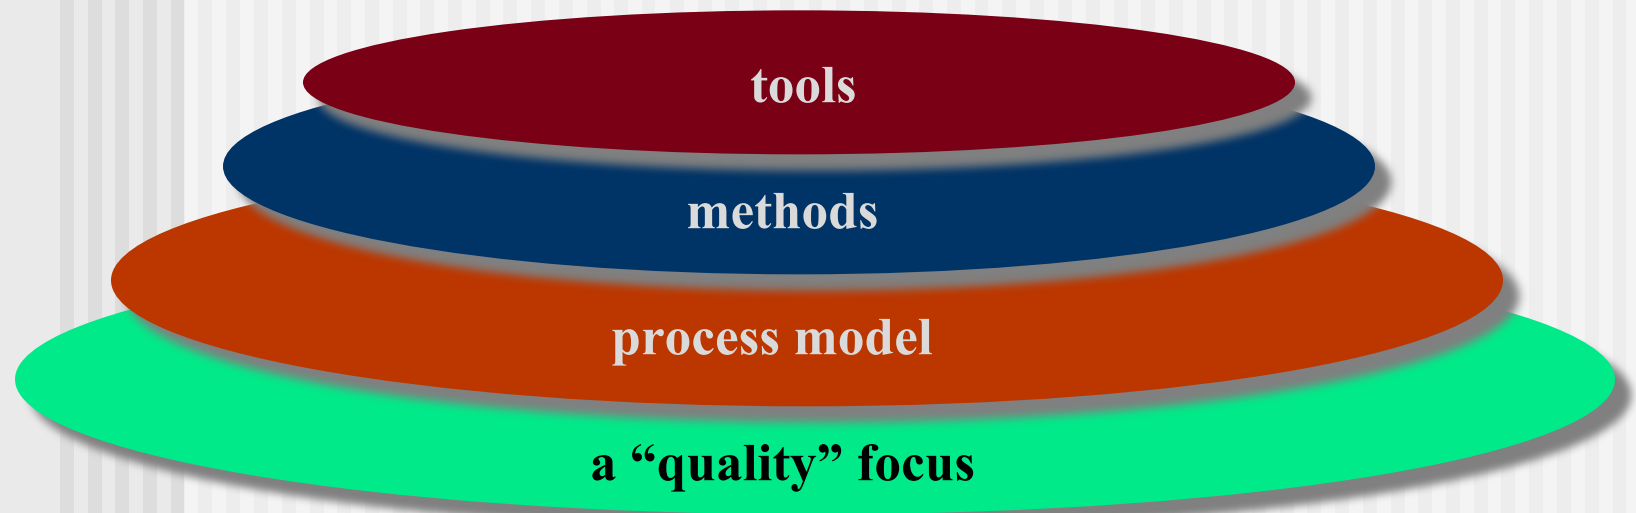 tools
methods
process model
a “quality” focus